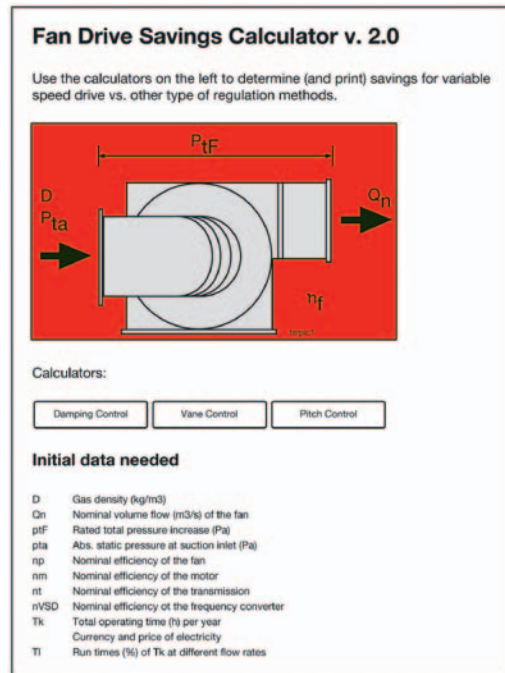 Fan Drive Savings Calculator v. 2.0
Use the calculators on the left to determine (and print) savings for variable
speed drive vs. other type of regulation methods.
PtF
D
Pta
Qn
ηf
Calculators:
Damping Control Vane Control Pitch Control
Initial data needed
D Gas density (kg/m3)
Qn Nominal volume flow (m3/s) of the fan
ptF Rated total pressure increase (Pa)
pta Abs. static pressure at suction inlet (Pa)
np Nominal efficiency of the fan
nm Nominal efficiency of the motor
nt Nominal efficiency of the transmission
nVSD Nominal efficiency ot the frequency converter
Tk Total operating time (h) per year
Currency and price of electricity
TI Run times (%) of Tk at different flow rates